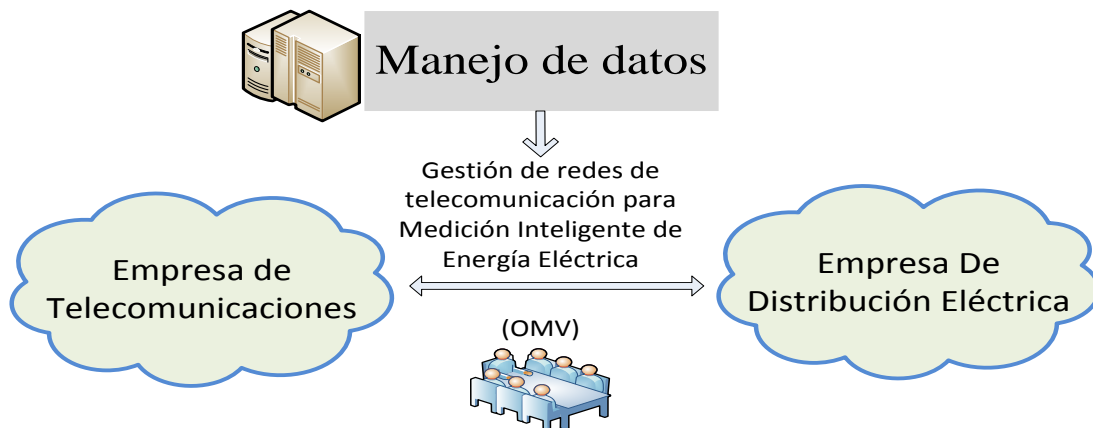 Manejo de datos
Gestión de redes de
telecomunicación para
Medición Inteligente de
Energía Eléctrica
Empresa de
Telecomunicaciones
Empresa De
Distribución Eléctrica
(OMV)